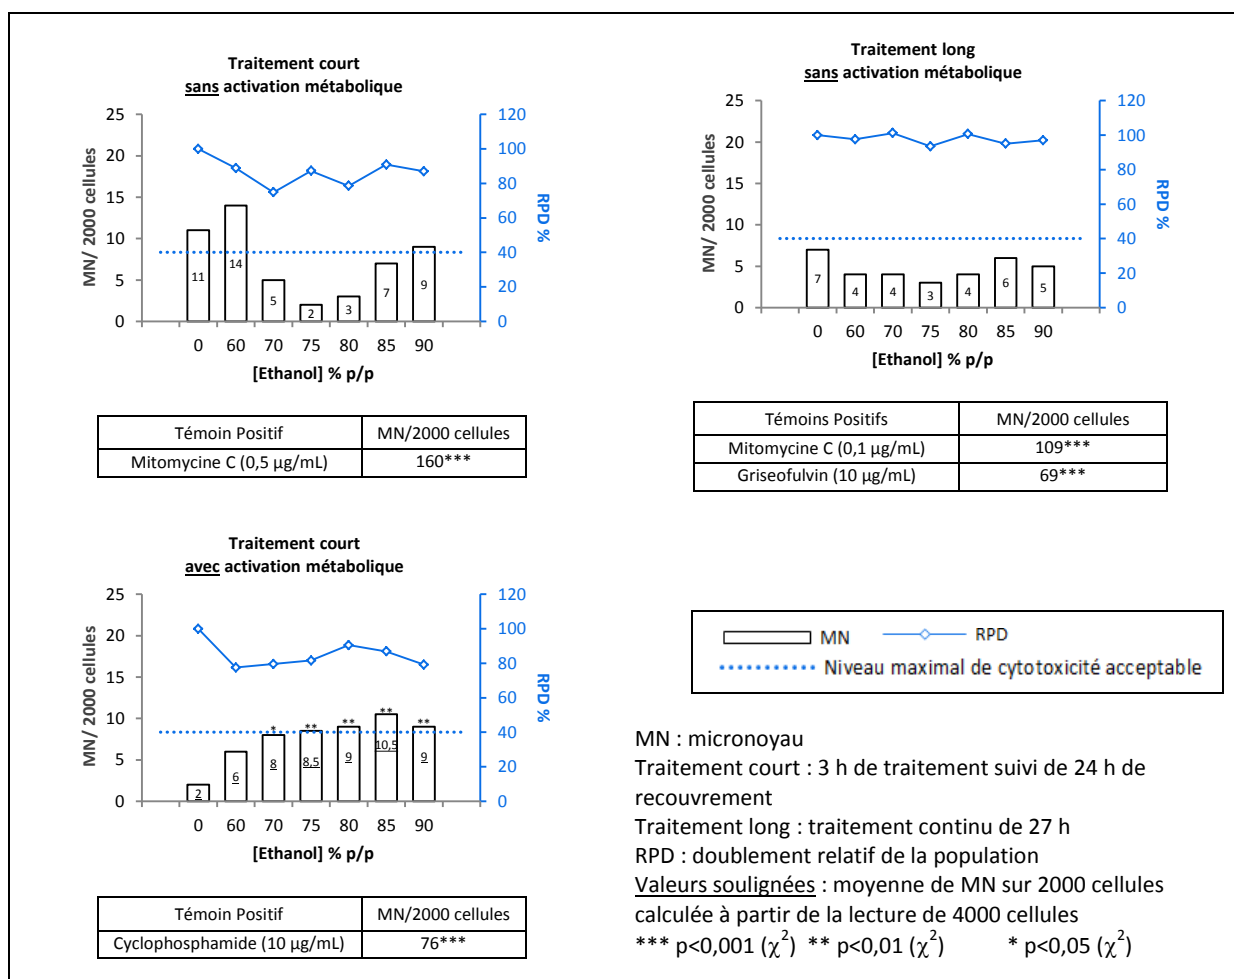 Traitement court
sans activation métabolique
MN/ 2000 cellules
25
20
15
10
5
0
120
100
80
60
40
20
0
RPD %
11
14
5
2
3
7
9
0 60 70 75 80 85 90
[Ethanol] % p/p
Témoin Positif MN/2000 cellules
Mitomycine C (0,5 µg/mL) 160***
Traitement long
sans activation métabolique
MN/ 2000 cellules
25
20
15
10
5
0
120
100
80
60
40
20
0
RPD %
7
4
4
3
4
6
5
0 60 70 75 80 85 90
[Ethanol] % p/p
Témoins Positifs MN/2000 cellules
Mitomycine C (0,1 µg/mL) 109***
Griseofulvin (10 µg/mL) 69***
Traitement court
avec activation métabolique
MN/ 2000 cellules
25
20
15
10
5
0
120
100
80
60
40
20
0
RPD %
* ** ** ** **
2
6
8
8,5
9
10,5
9
0 60 70 75 80 85 90
[Ethanol] % p/p
Témoin Positif MN/2000 cellules
Cyclophosphamide (10 µg/mL) 76***
MN RPD
Niveau maximal de cytotoxicité acceptable
MN : micronoyau
Traitement court : 3 h de traitement suivi de 24 h de
recouvrement
Traitement long : traitement continu de 27 h
RPD : doublement relatif de la population
Valeurs soulignées : moyenne de MN sur 2000 cellules
calculée à partir de la lecture de 4000 cellules
*** p<0,001 (χ²) ** p<0,01 (χ²) * p<0,05 (χ²)